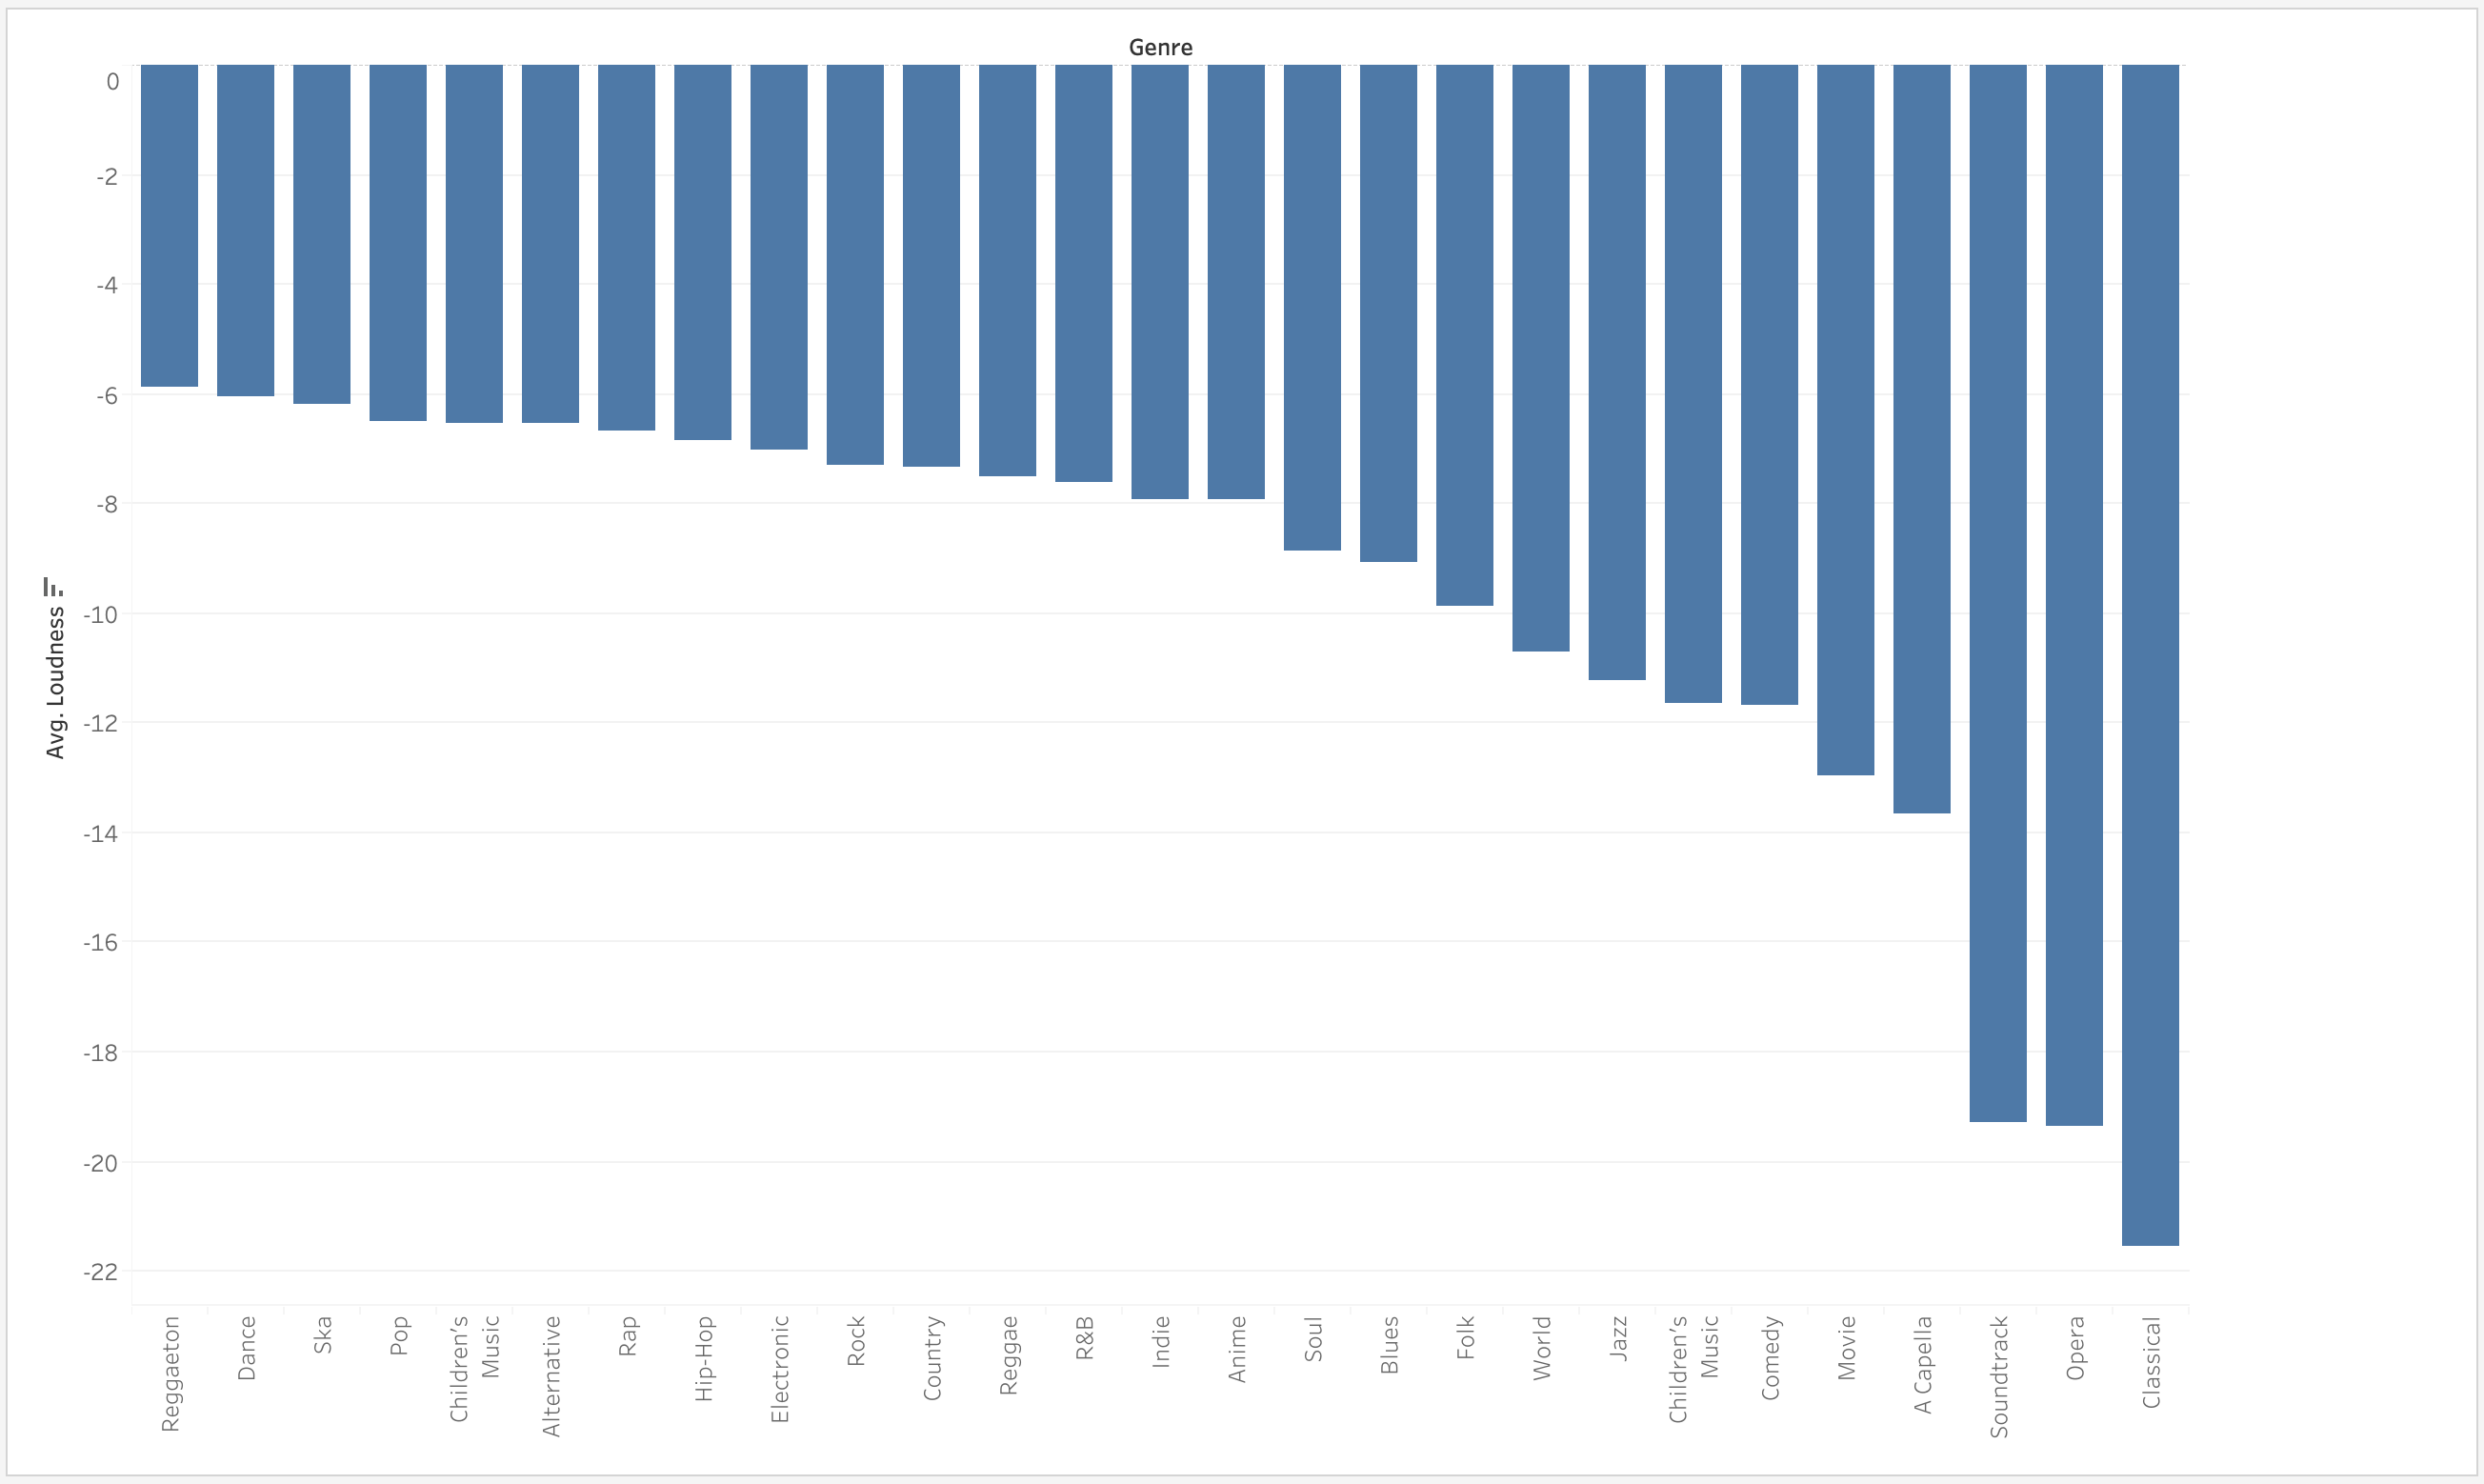 Genre
0
-2
-4
-6
-8
-10
-12
-14
-16
-18
-20
-22
Avg. Loudness
Reggaeton
Dance
Ska
Pop
Children’s
Music
Alternative
Rap
Hip-Hop
Electronic
Rock
Country
Reggae
R&B
Indie
Anime
Soul
Blues
Folk
World
Jazz
Children’s
Music
Comedy
Movie
A Capella
Soundtrack
Opera
Classical